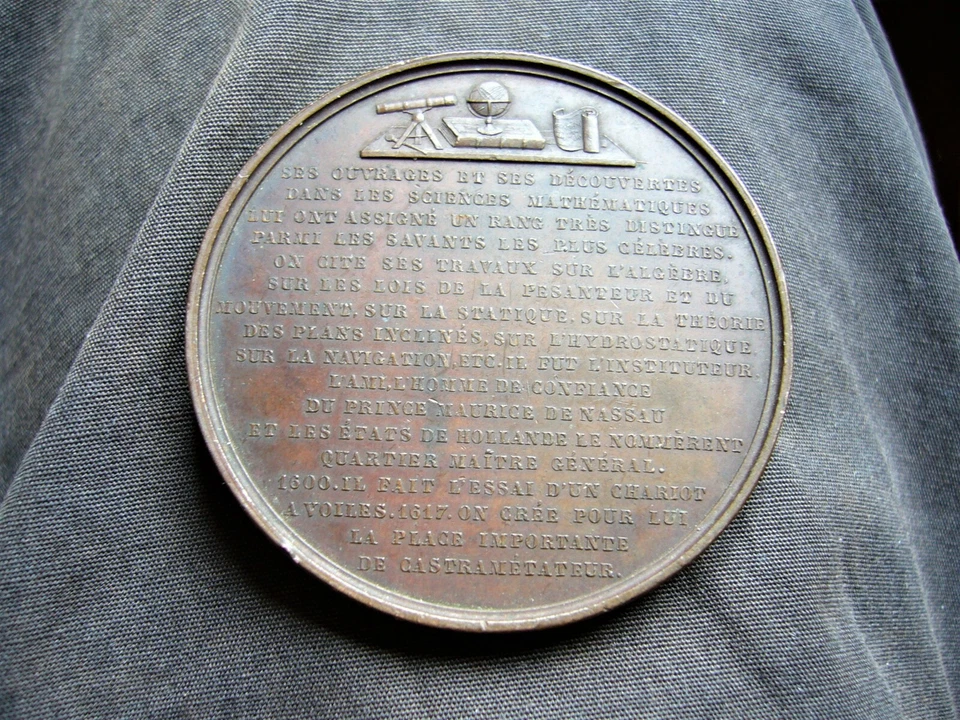 SES OUVRAGES ET SES DÉCOUVERTES
DANS LES SCIENCES MATHÉMATIQUES
LUI ONT ASSIGNÉ UN RANG TRÈS DISTINGUE
PARMI LES SAVANTS LES PLUS CÉLÈBRES.
ON CITE SES TRAVAUX SUR L'ALGÈBRE,
SUR LES LOIS DE LA PESANTEUR ET DU
MOUVEMENT, SUR LA STATIQUE, SUR LA THÉORIE
DES PLANS INCLINÉS, SUR L'HYDROSTATIQUE
SUR LA NAVIGATION, ETC. IL FUT L'INSTITUTEUR
L'AMI, L'HOMME DE CONFIANCE
DU PRINCE MAURICE DE NASSAU
ET LES ÉTATS DE HOLLANDE LE NOMMÈRENT
QUARTIER MAÎTRE GÉNÉRAL.
1600. IL FAIT L'ESSAI D'UN CHARIOT
A VOILES. 1617. ON CRÉE POUR LUI
LA PLACE IMPORTANTE
DE CASTRAMÉTATEUR.